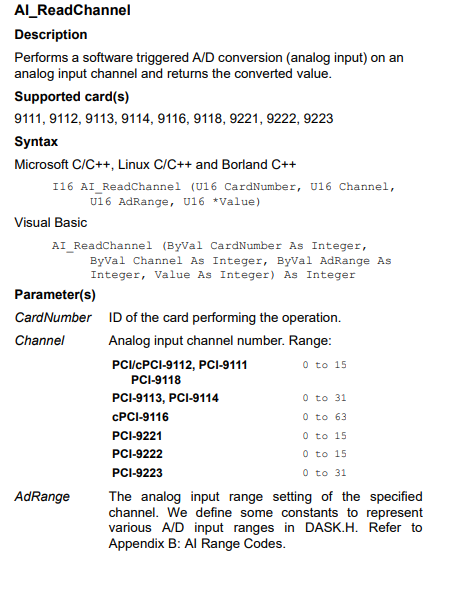 AI_ReadChannel
Description
Performs a software triggered A/D conversion (analog input) on an
analog input channel and returns the converted value.
Supported card(s)
9111, 9112, 9113, 9114, 9116, 9118, 9221, 9222, 9223
Syntax
Microsoft C/C++, Linux C/C++ and Borland C++
I16 AI_ReadChannel (U16 CardNumber, U16 Channel,
U16 AdRange, U16 *Value)
Visual Basic
AI_ReadChannel (ByVal CardNumber As Integer,
ByVal Channel As Integer, ByVal AdRange As
Integer, Value As Integer) As Integer
Parameter(s)
CardNumber ID of the card performing the operation.
Channel Analog input channel number. Range:
PCI/cPCI-9112, PCI-9111 0 to 15
PCI-9118
PCI-9113, PCI-9114 0 to 31
cPCI-9116 0 to 63
PCI-9221 0 to 15
PCI-9222 0 to 15
PCI-9223 0 to 31
AdRange The analog input range setting of the specified
channel. We define some constants to represent
various A/D input ranges in DASK.H. Refer to
Appendix B: AI Range Codes.